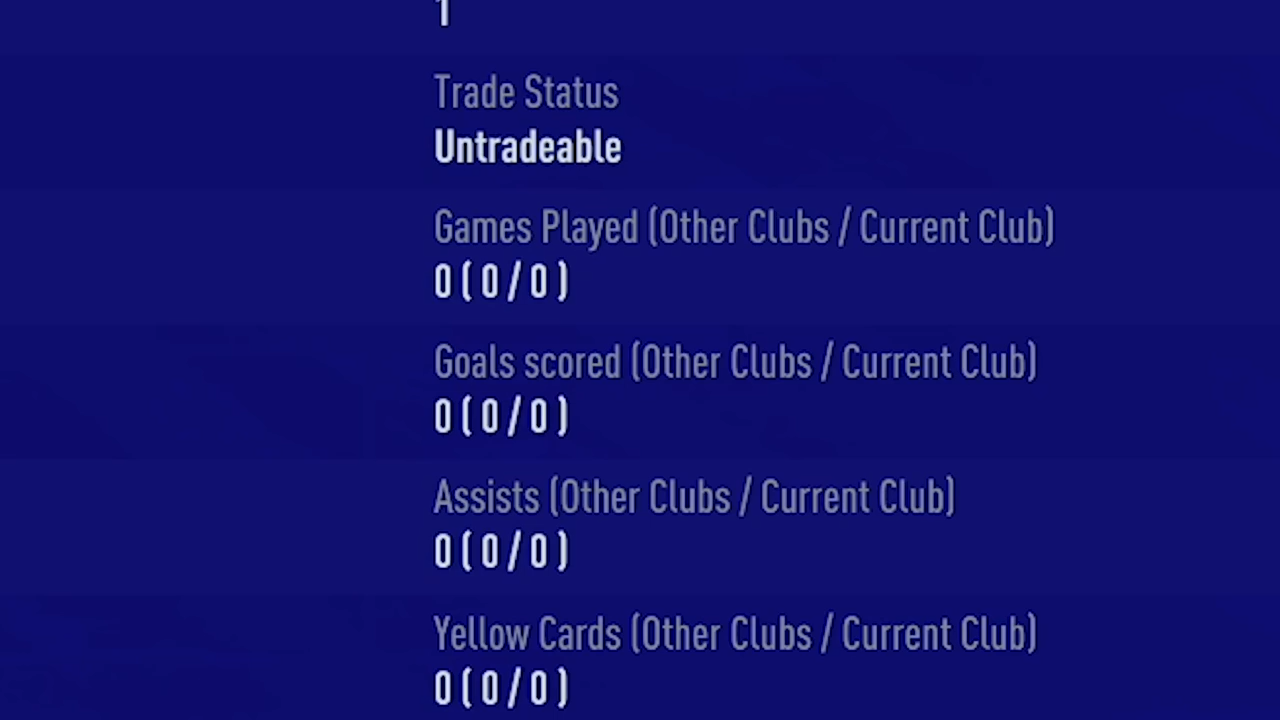 1
Trade Status
Untradeable
Games Played (Other Clubs / Current Club)
0 ( 0 / 0 )
Goals scored (Other Clubs / Current Club)
0 ( 0 / 0 )
Assists (Other Clubs / Current Club)
0 ( 0 / 0 )
Yellow Cards (Other Clubs / Current Club)
0 ( 0 / 0 )